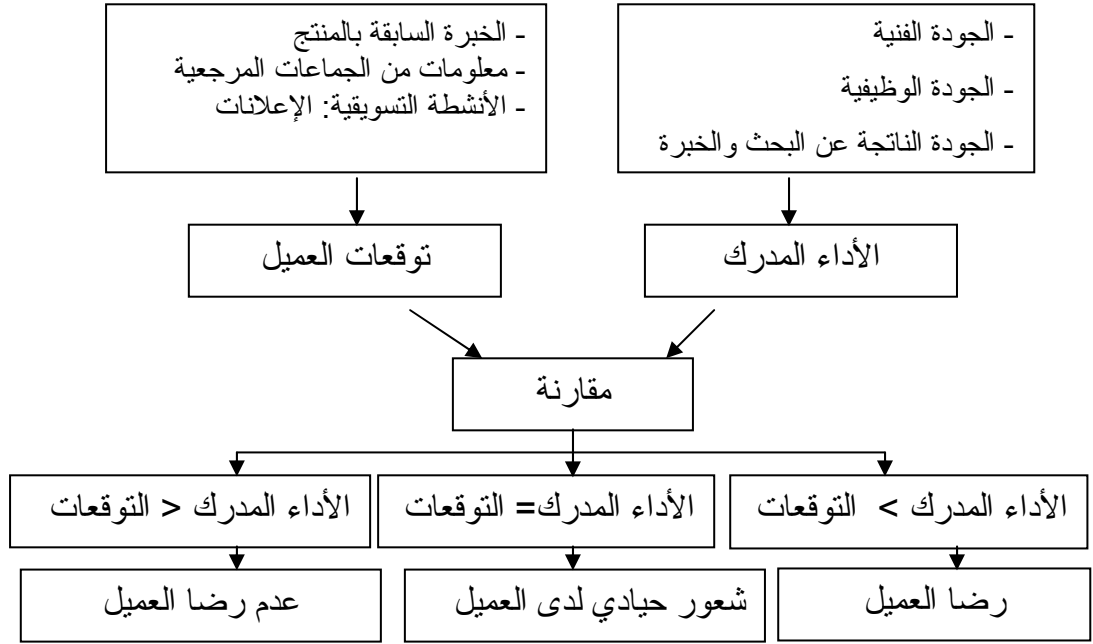 - الجودة الفنية
- الجودة الوظيفية
- الجودة الناتجة عن البحث والخبرة
- الخبرة السابقة بالمنتج
- معلومات من الجماعات المرجعية
- الأنشطة التسويقية: الإعلانات
الأداء المدرك
توقعات العميل
مقارنة
الأداء المدرك < التوقعات
الأداء المدرك= التوقعات
الأداء المدرك > التوقعات
رضا العميل
شعور حيادي لدى العميل
عدم رضا العميل